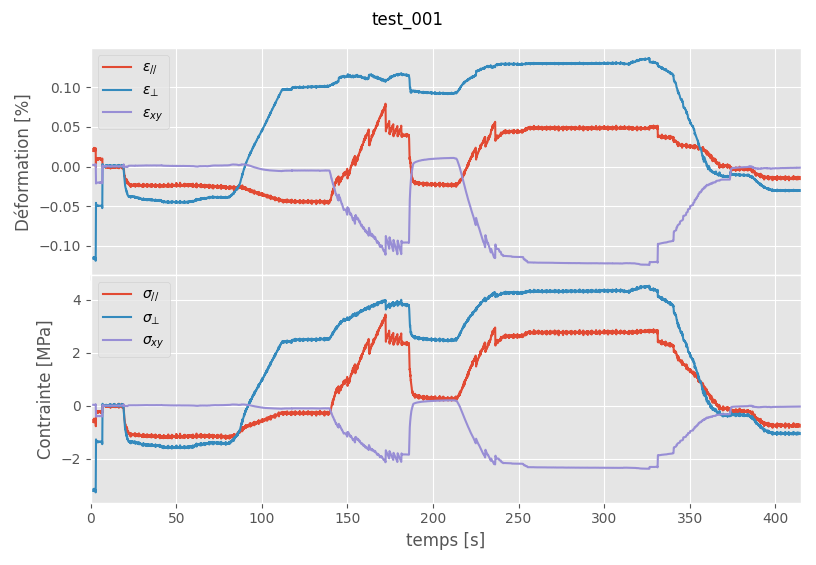 test_001
Déformation [%]
0.10
0.05
0.00
−0.05
−0.10
ε//
ε⊥
εxy
Contrainte [MPa]
4
2
0
−2
σ//
σ⊥
σxy
0 50 100 150 200 250 300 350 400
temps [s]